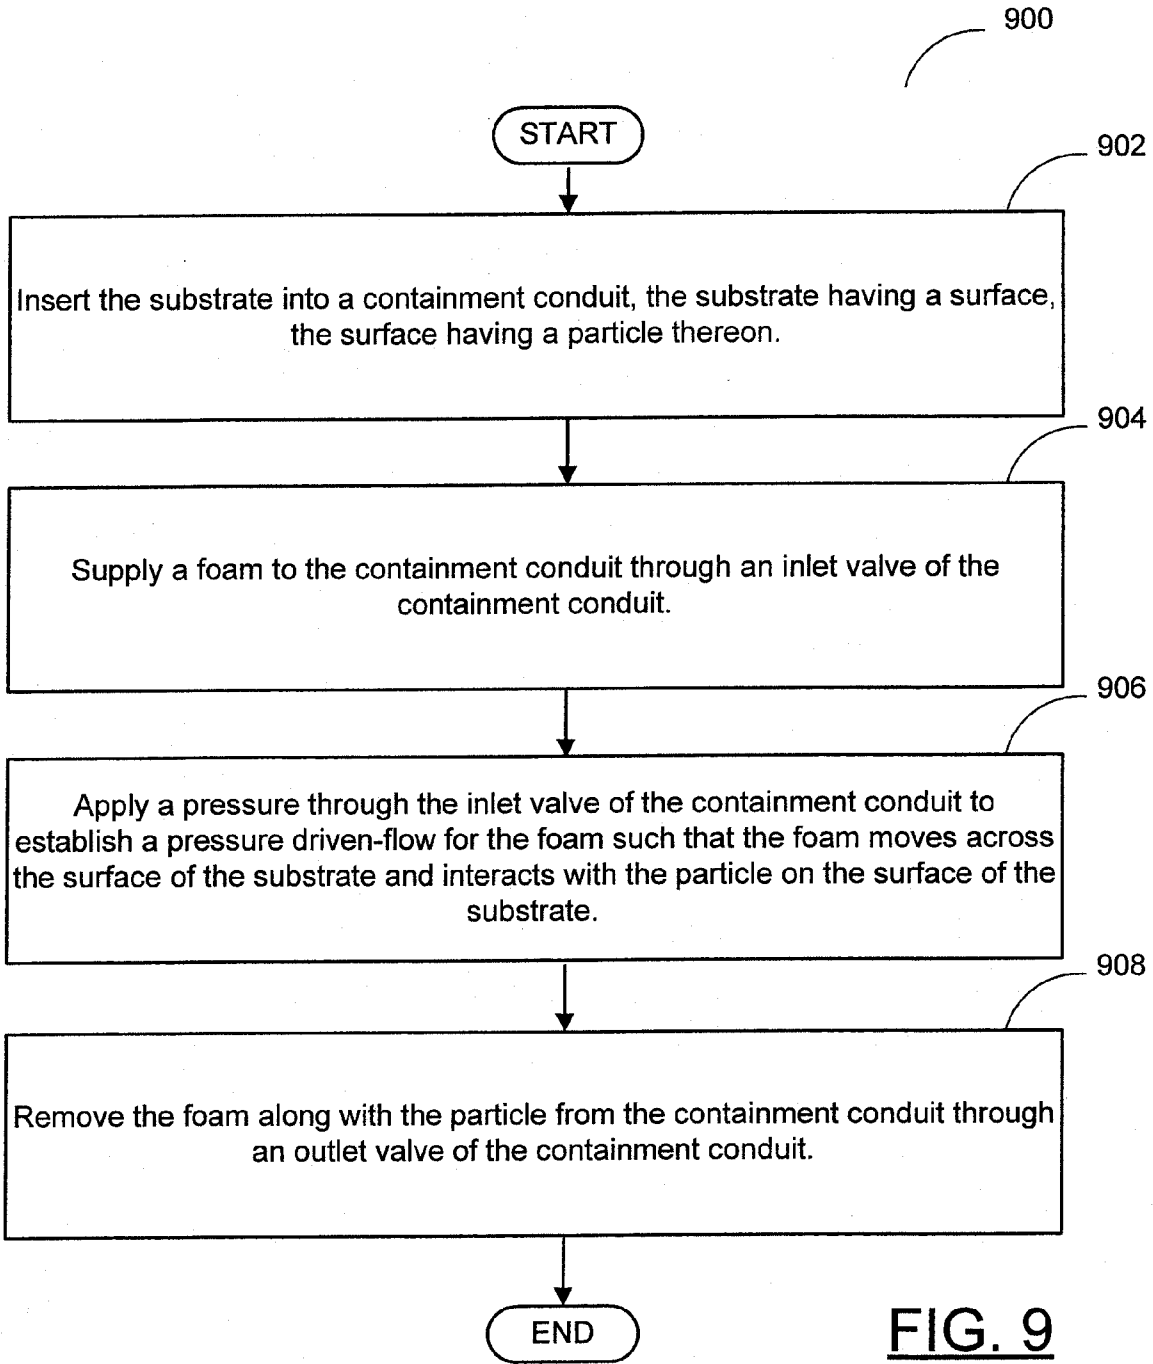 900
START
902
Insert the substrate into a containment conduit, the substrate having a surface,
the surface having a particle thereon.
904
Supply a foam to the containment conduit through an inlet valve of the
containment conduit.
906
Apply a pressure through the inlet valve of the containment conduit to
establish a pressure driven-flow for the foam such that the foam moves across
the surface of the substrate and interacts with the particle on the surface of the
substrate.
908
Remove the foam along with the particle from the containment conduit through
an outlet valve of the containment conduit.
END
FIG. 9